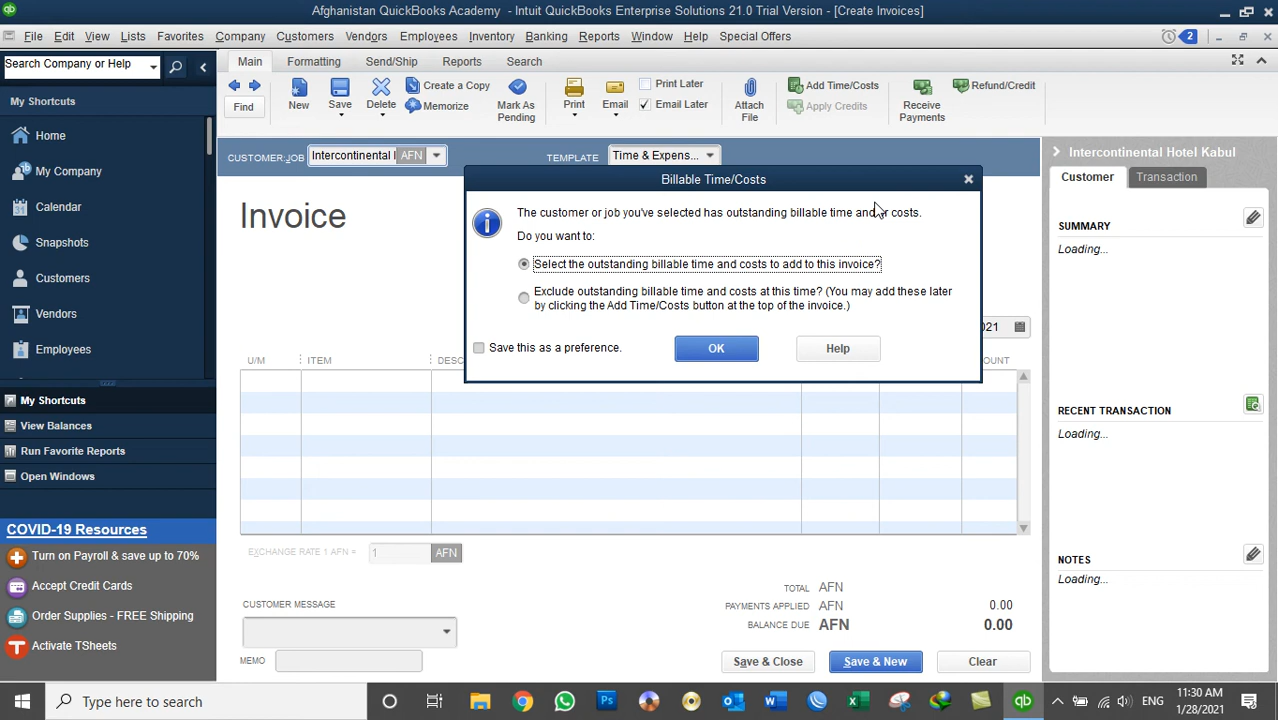 Afghanistan QuickBooks Academy - Intuit QuickBooks Enterprise Solutions 21.0 Trial Version - [Create Invoices]
File Edit View Lists Favorites Company Customers Vendors Employees Inventory Banking Reports Window Help Special Offers 2
Search Company or Help
My Shortcuts
Home
My Company
Calendar
Snapshots
Customers
Vendors
Employees
My Shortcuts
View Balances
Run Favorite Reports
Open Windows
COVID-19 Resources
Turn on Payroll & save up to 70%
Accept Credit Cards
Order Supplies - FREE Shipping
Activate TSheets
Main Formatting Send/Ship Reports Search
Find
New
Save
Delete
Create a Copy
Memorize
Mark As
Pending
Print
Email
Print Later
Email Later
Attach
File
Add Time/Costs
Apply Credits
Receive
Payments
Refund/Credit
CUSTOMER:JOB Intercontinental AFN TEMPLATE Time & Expens...
Invoice
Billable Time/Costs
The customer or job you've selected has outstanding billable time and costs.
Do you want to:
Select the outstanding billable time and costs to add to this invoice?
Exclude outstanding billable time and costs at this time? (You may add these later
by clicking the Add Time/Costs button at the top of the invoice.)
Save this as a preference. OK Help
021
U/M ITEM DESC OUNT
EXCHANGE RATE 1 AFN = 1 AFN
CUSTOMER MESSAGE
MEMO
TOTAL AFN
PAYMENTS APPLIED AFN 0.00
BALANCE DUE AFN 0.00
Save & Close Save & New Clear
Intercontinental Hotel Kabul
Customer Transaction
SUMMARY
Loading...
RECENT TRANSACTION
Loading...
NOTES
Loading...
Type here to search
ENG
11:30 AM
1/28/2021